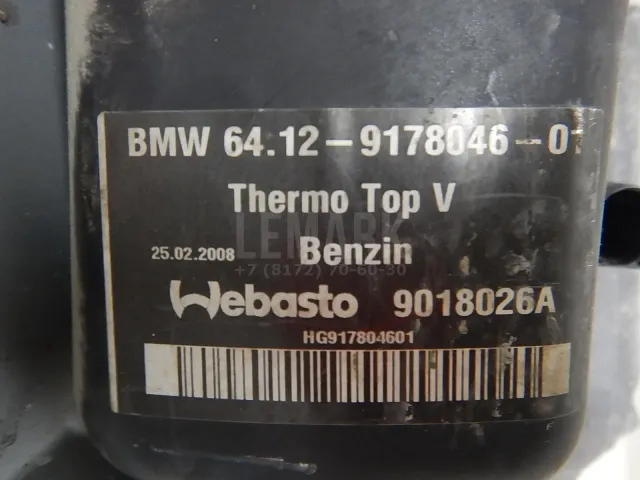 BMW 64.12-9178046-01
Thermo Top V
LEMARK
25.02.2008 Benzin
+7 (8172) 70-60-30
Webasto 9018026A
HG917804601